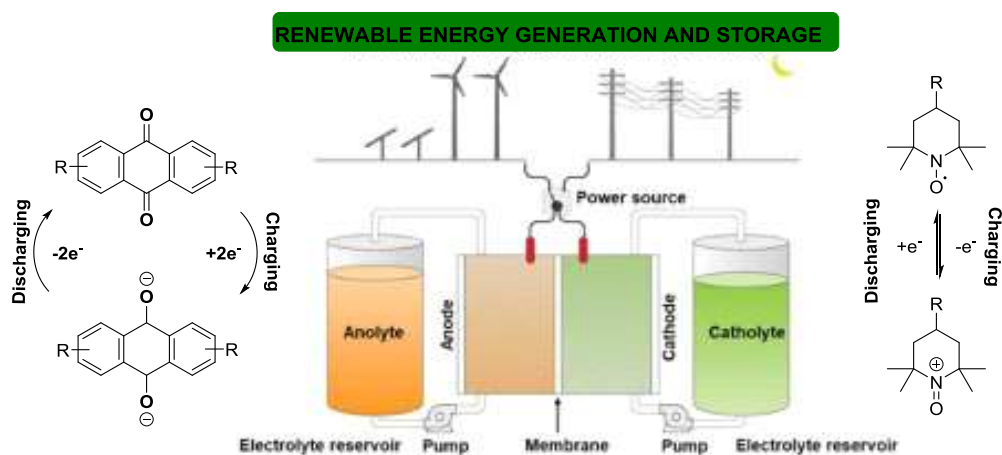 RENEWABLE ENERGY GENERATION AND STORAGE
O
R
R
O
Discharging
-2e-
+2e-
Charging
⊖
O
R
R
O
⊖
Power source
Anolyte
Anode
Cathode
Catholyte
Electrolyte reservoir
Pump
Membrane
Pump
Electrolyte reservoir
R
N
O•
Discharging
+e-
-e-
Charging
R
⊕
N
O